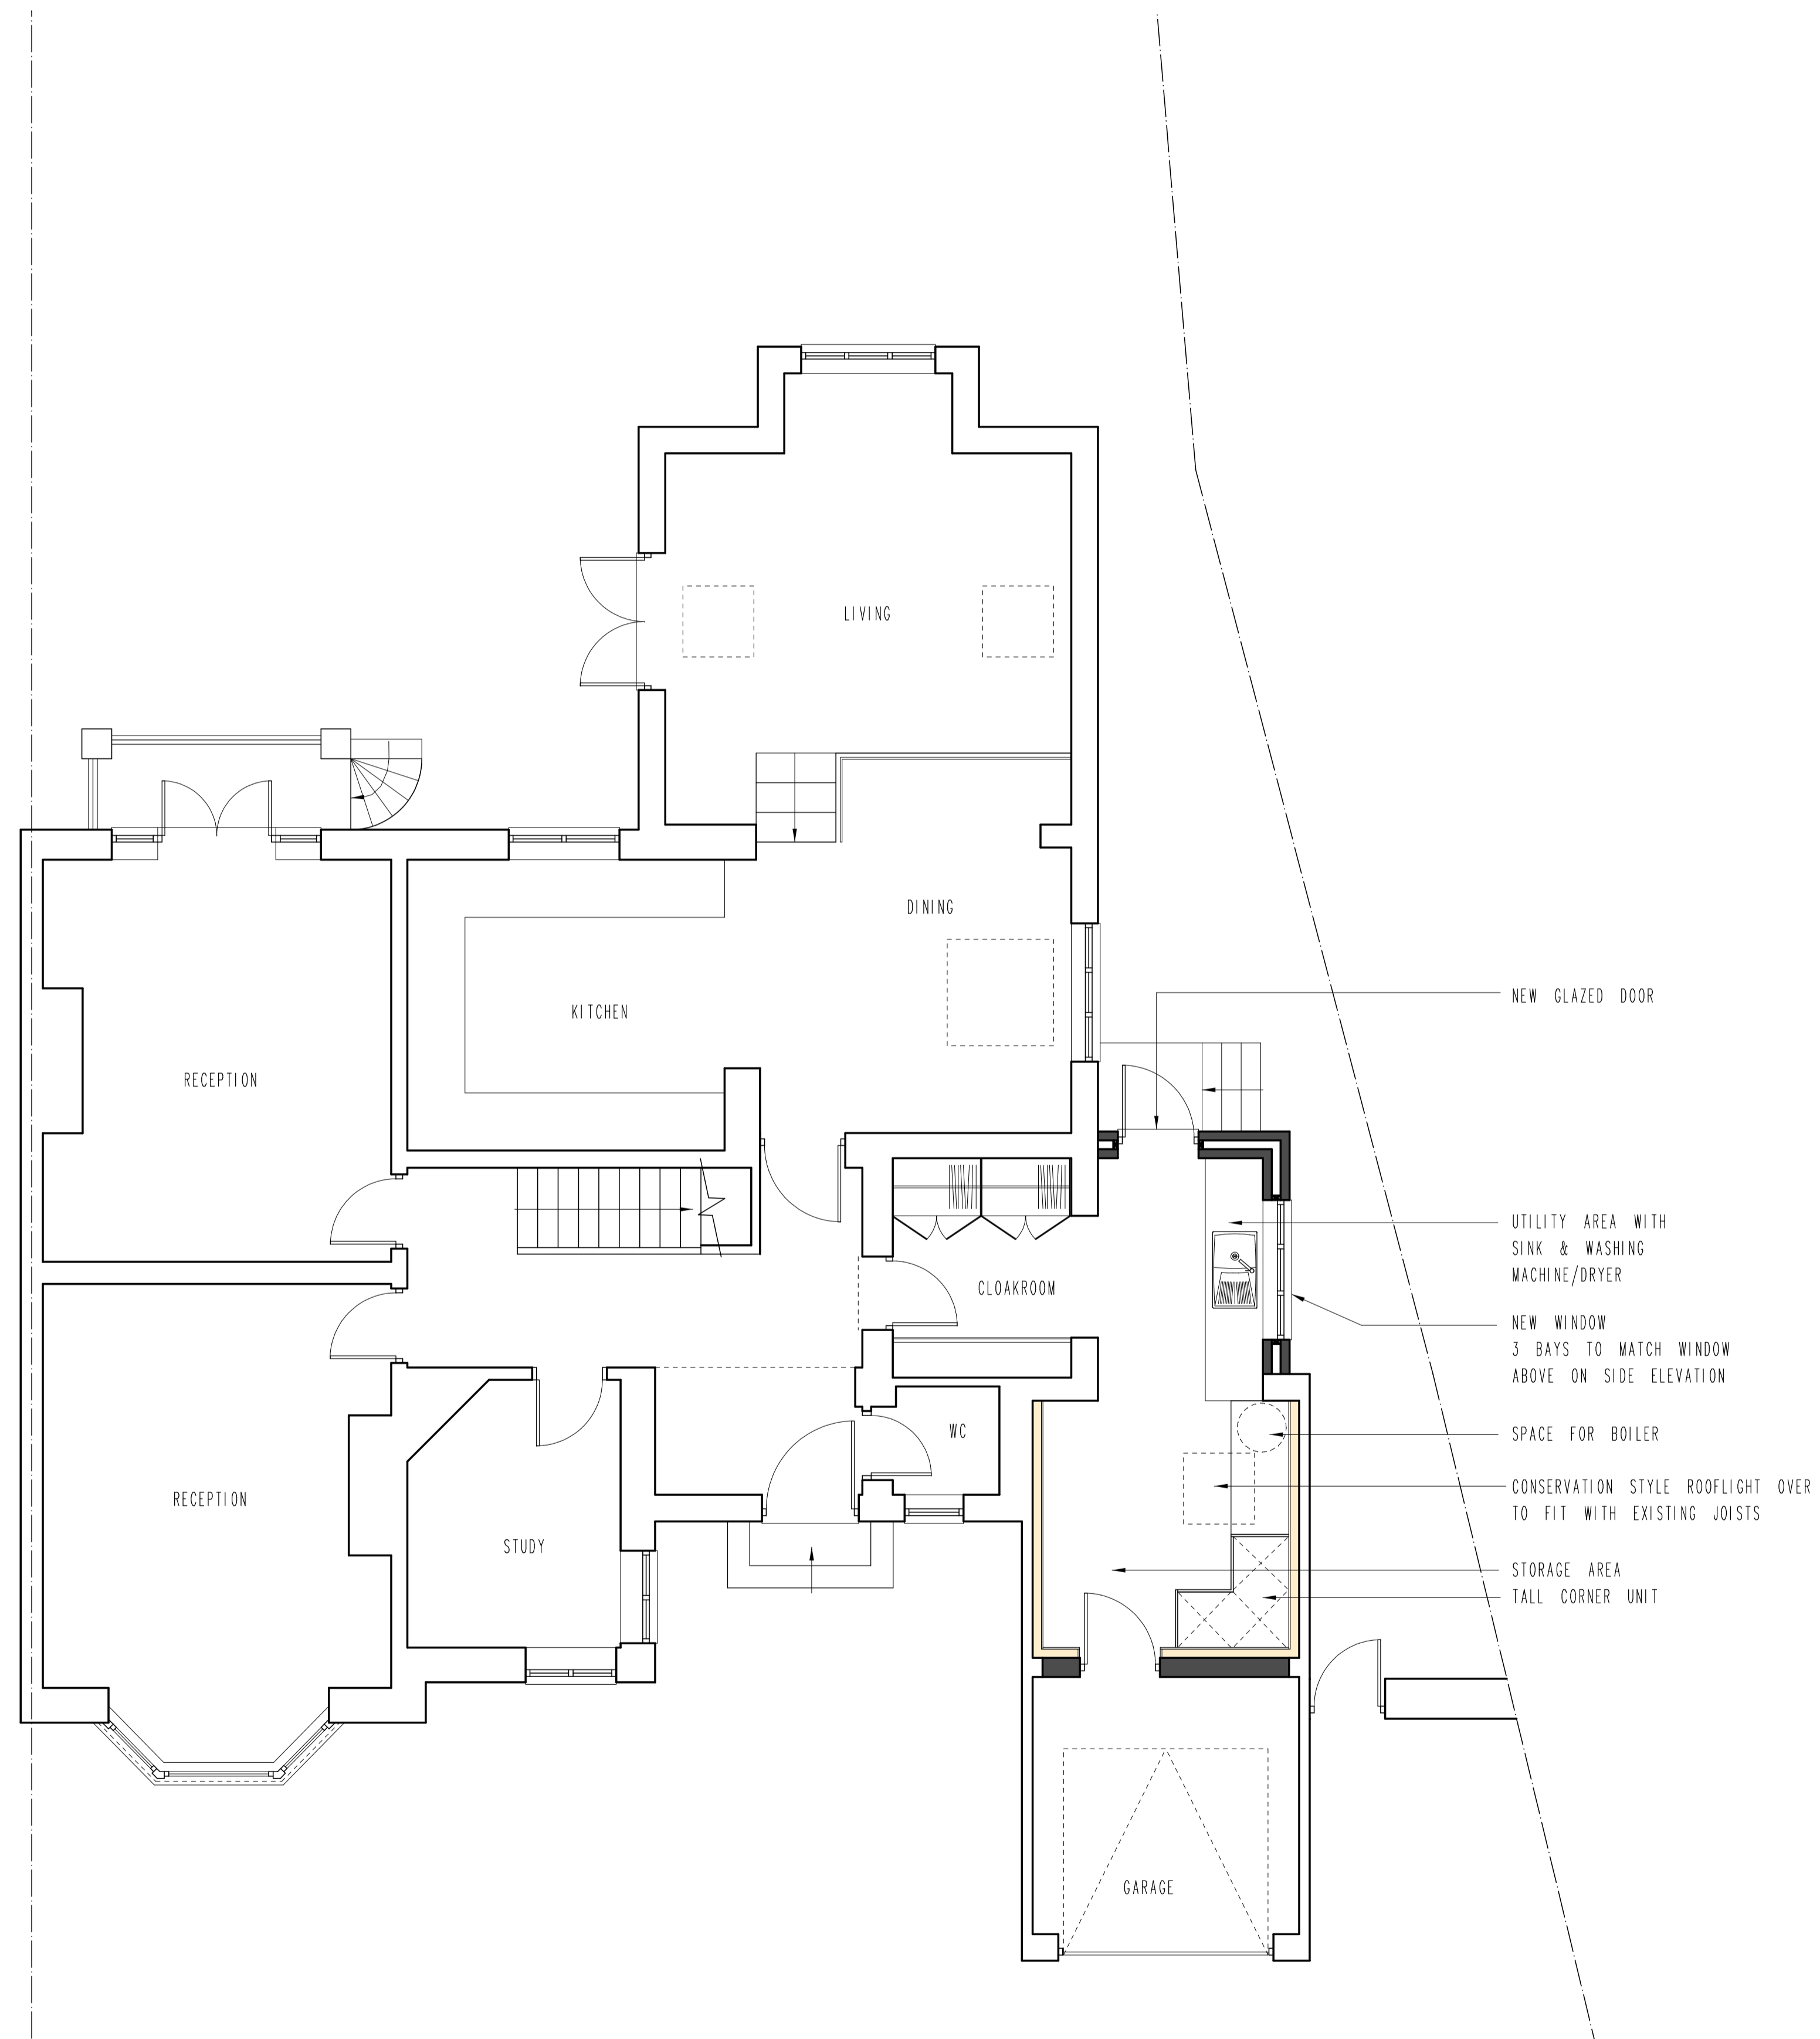 LIVING
DINING
KITCHEN
RECEPTION
NEW GLAZED DOOR
UTILITY AREA WITH
SINK & WASHING
MACHINE/DRYER
CLOAKROOM
NEW WINDOW
3 BAYS TO MATCH WINDOW
ABOVE ON SIDE ELEVATION
WC
SPACE FOR BOILER
RECEPTION
CONSERVATION STYLE ROOFLIGHT OVER
TO FIT WITH EXISTING JOISTS
STUDY
STORAGE AREA
TALL CORNER UNIT
GARAGE